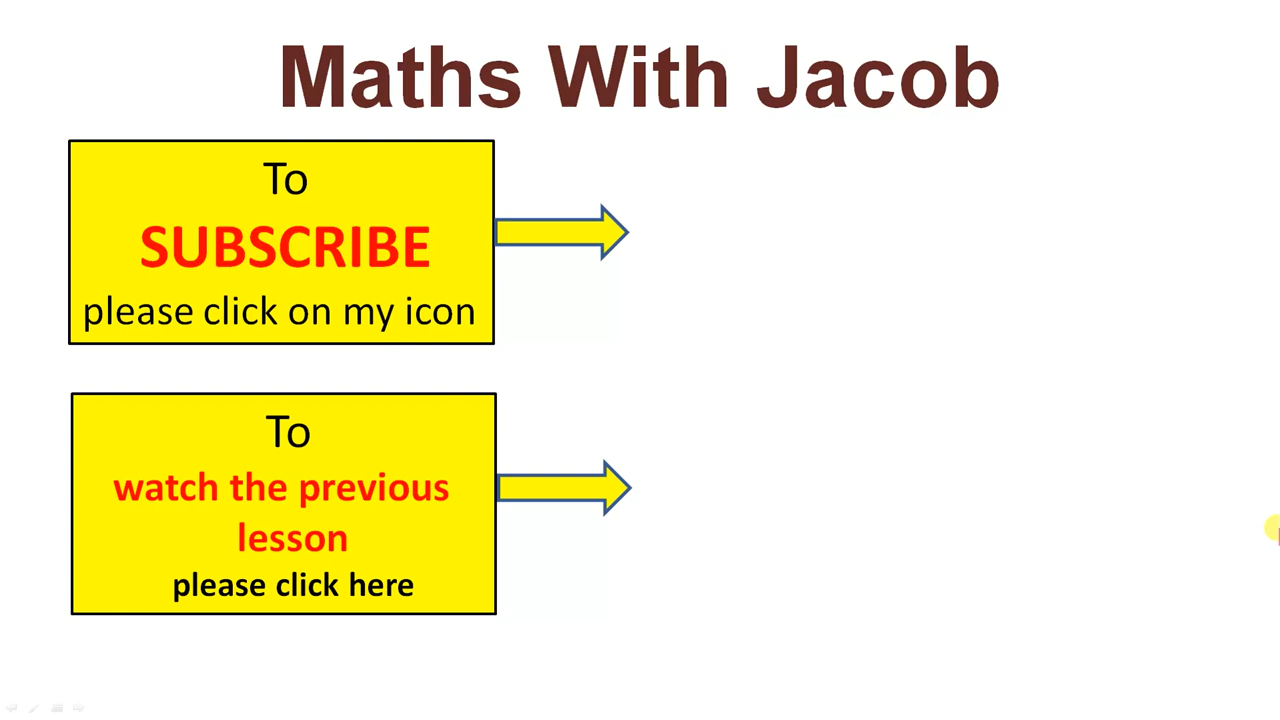 Maths With Jacob
To
SUBSCRIBE
please click on my icon
To
watch the previous
lesson
please click here